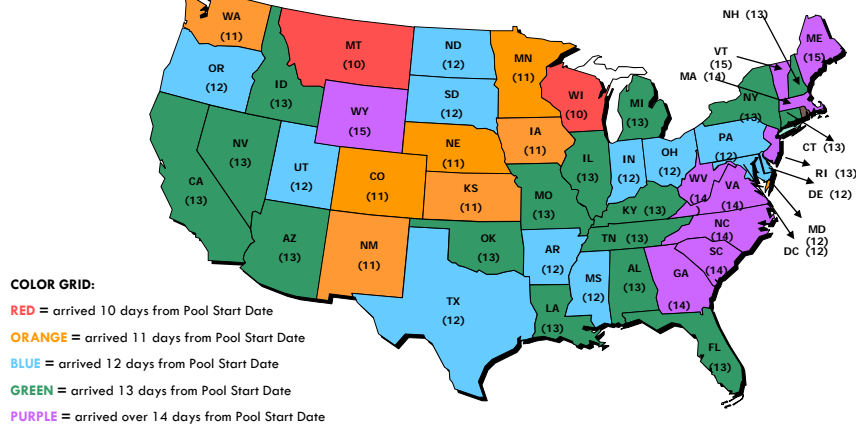 WA
(11)
MT
(10)
ND
(12)
MN
(11)
OR
(12)
ID
(13)
SD
(12)
WI
(10)
MI
(13)
WY
(15)
NH (13)
ME
(15)
VT
(15)
MA (14)
NY
(13)
NV
(13)
UT
(12)
CO
(11)
NE
(11)
IA
(11)
IL
(13)
IN
(12)
OH
(12)
PA
(12)
CT (13)
RI (13)
DE (12)
MD
(12)
DC (12)
CA
(13)
KS
(11)
MO
(13)
KY (13)
WV
(14
VA
(14)
AZ
(13)
NM
(11)
OK
(13)
AR
(12)
TN (13)
NC
(14)
SC
(14)
TX
(12)
LA
(13)
MS
(12)
AL
(13)
GA
(14)
FL
(13)
COLOR GRID:
RED = arrived 10 days from Pool Start Date
ORANGE = arrived 11 days from Pool Start Date
BLUE = arrived 12 days from Pool Start Date
GREEN = arrived 13 days from Pool Start Date
PURPLE = arrived over 14 days from Pool Start Date